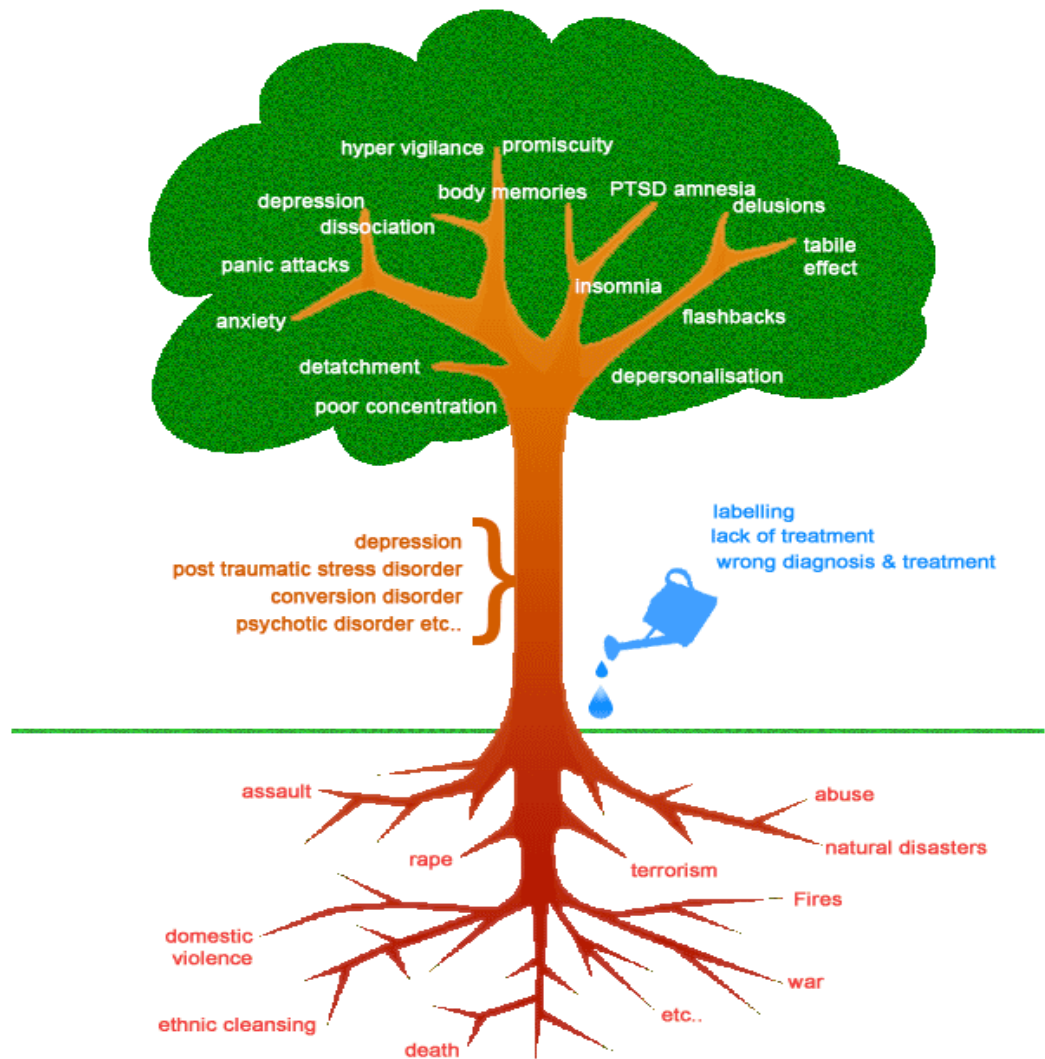 hyper vigilance
promiscuity
body memories
PTSD amnesia
depression
delusions
dissociation
tabile
effect
panic attacks
insomnia
anxiety
flashbacks
detatchment
depersonalisation
poor concentration
labelling
lack of treatment
wrong diagnosis & treatment
depression
post traumatic stress disorder
conversion disorder
psychotic disorder etc..
assault
abuse
natural disasters
rape
terrorism
Fires
domestic
violence
war
ethnic cleansing
etc..
death